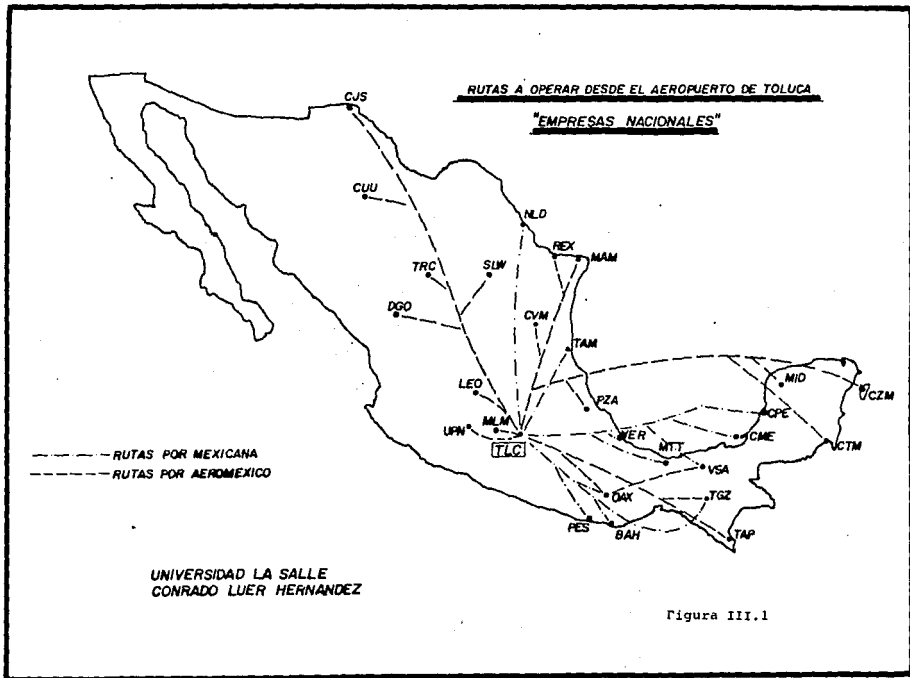 RUTAS A OPERAR DESDE EL AEROPUERTO DE TOLUCA
"EMPRESAS NACIONALES"
CJS
CUU
NLD
REX
MAM
TRC
SLW
DGO
CVM
TAM
LEO
PZA
MID
CZM
UPN
MLM
TLC
VER
CPE
CME
CTM
MTT
VSA
OAX
TGZ
PES
BAH
TAP
RUTAS POR MEXICANA
RUTAS POR AEROMEXICO
UNIVERSIDAD LA SALLE
CONRADO LUER HERNANDEZ
Figura III.1